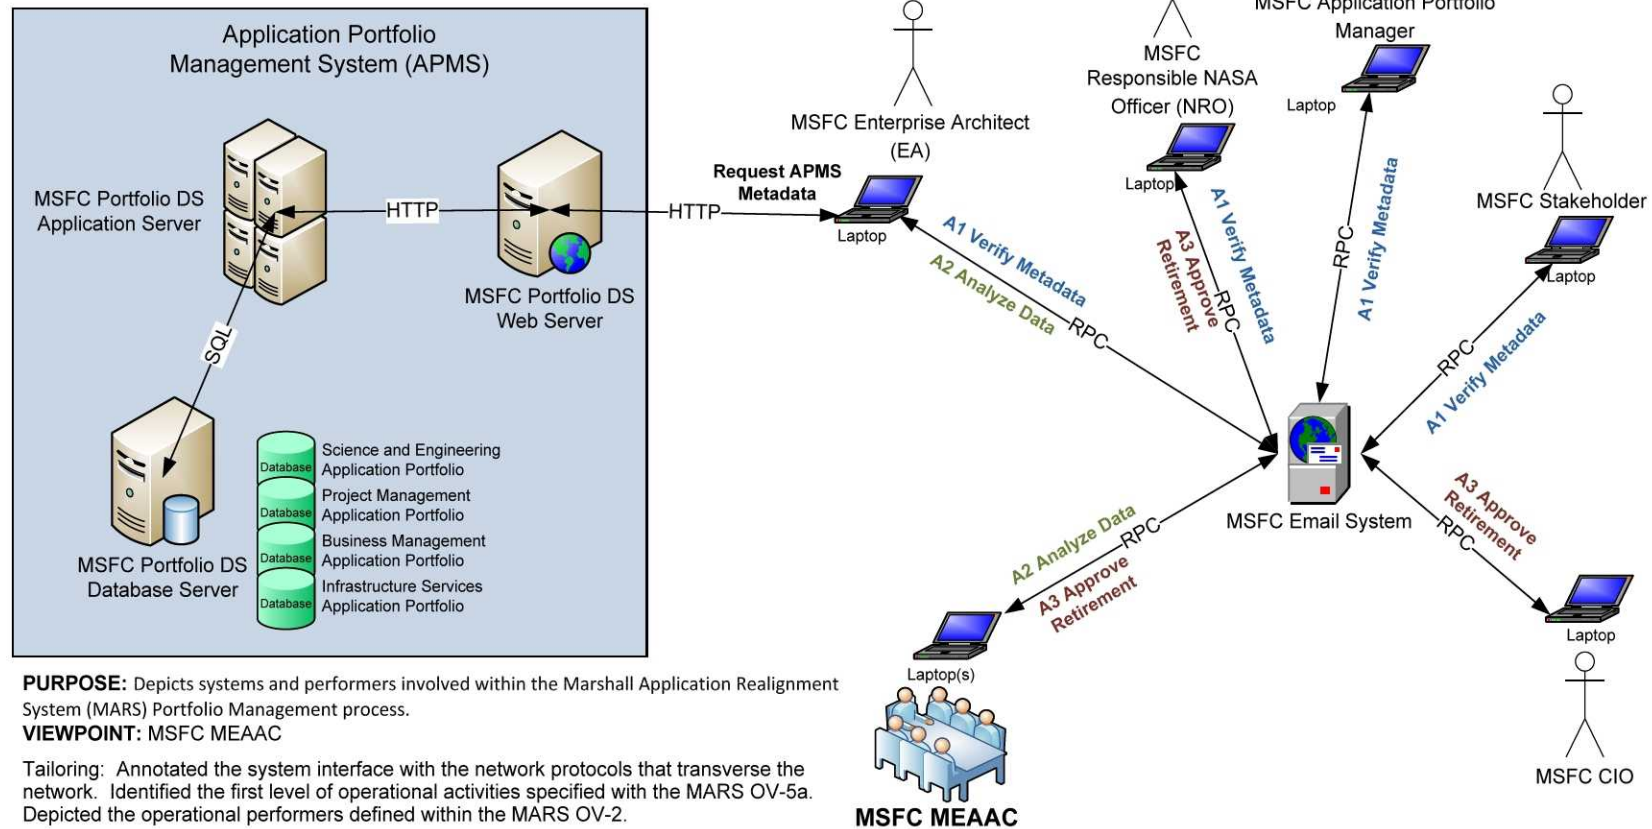 Application Portfolio
Management System (APMS)
MSFC Portfolio DS
Application Server
HTTP
MSFC Portfolio DS
Web Server
SQL
MSFC Portfolio DS
Database Server
Database
Science and Engineering
Application Portfolio
Database
Project Management
Application Portfolio
Database
Business Management
Application Portfolio
Database
Infrastructure Services
Application Portfolio
HTTP
Request APMS
Metadata
MSFC Enterprise Architect
(EA)
Laptop
A1 Verify Metadata
A2 Analyze Data
RPC
MSFC
Responsible NASA
Officer (NRO)
Laptop
A1 Verify Metadata
A3 Approve
Retirement
RPC
MSFC Application Portfolio
Manager
Laptop
RPC
A1 Verify Metadata
MSFC Stakeholder
Laptop
RPC
A1 Verify Metadata
MSFC Email System
A2 Analyze Data
RPC
A3 Approve
Retirement
Laptop(s)
MSFC MEAAC
A3 Approve
Retirement
RPC
Laptop
MSFC CIO
PURPOSE: Depicts systems and performers involved within the Marshall Application Realignment
System (MARS) Portfolio Management process.
VIEWPOINT: MSFC MEAAC
Tailoring: Annotated the system interface with the network protocols that transverse the
network. Identified the first level of operational activities specified with the MARS OV-5a.
Depicted the operational performers defined within the MARS OV-2.